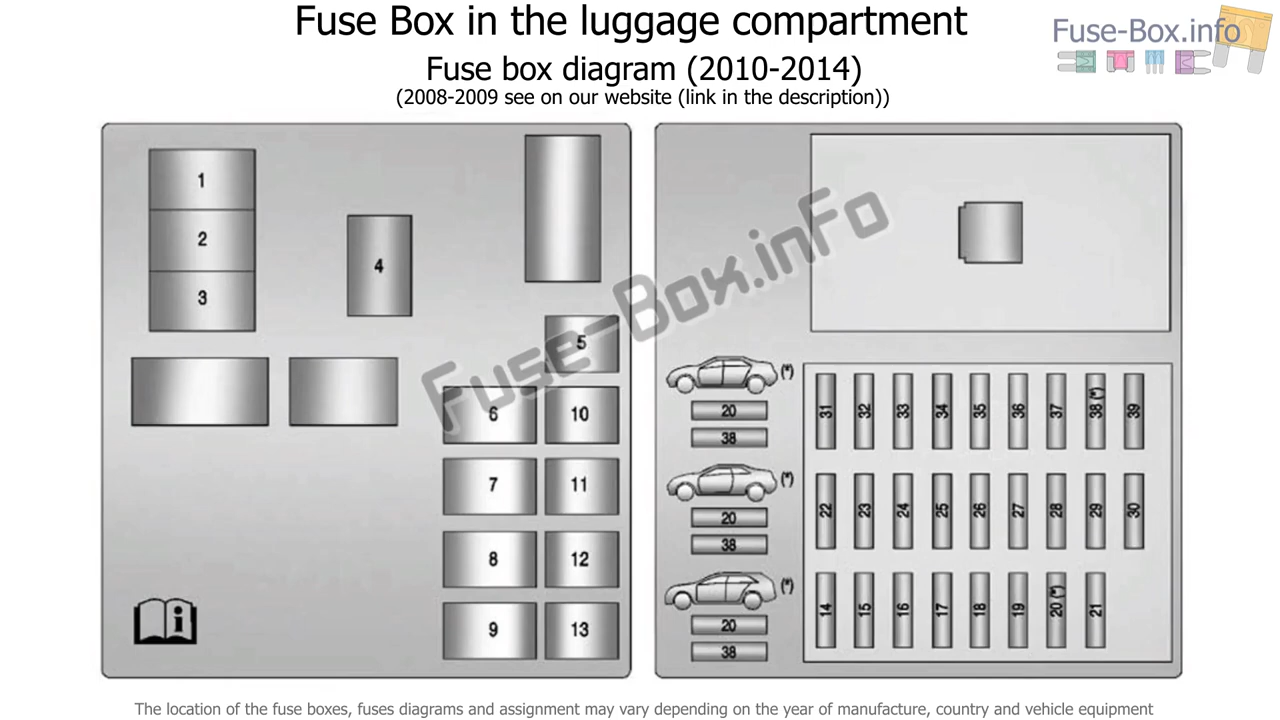 Fuse Box in the luggage compartment
Fuse-Box.info
Fuse box diagram (2010-2014)
(2008-2009 see on our website (link in the description))
1
2
3
4
5
6 10
7 11
8 12
9 13
i
Fuse-Box.inFo
(*)
20
38
(*)
20
38
(*)
20
38
31 32 33 34 35 36 37 38 (*) 39
22 23 24 25 26 27 28 29 30
14 15 16 17 18 19 20 (*) 21
The location of the fuse boxes, fuses diagrams and assignment may vary depending on the year of manufacture, country and vehicle equipment